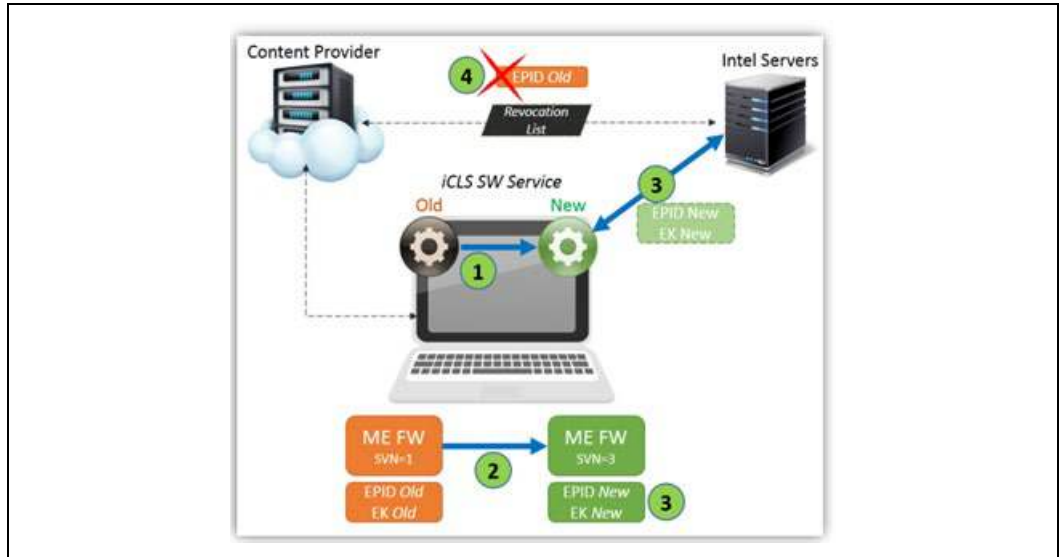 Content Provider
Intel Servers
4
EPID Old
Revocation
List
iCLS SW Service
Old
New
3
EPID New
EK New
1
ME FW
SVN=1
2
ME FW
SVN=3
EPID Old
EK Old
EPID New
EK New
3